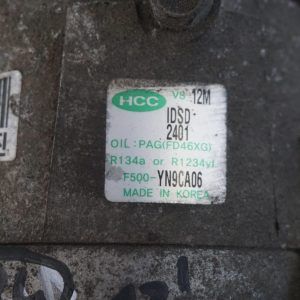 HCC VS 12M
IDSD
2401
OIL : PAG(FD46XG)
R134a or R1234yf
F500-YN9CA06
MADE IN KOREA